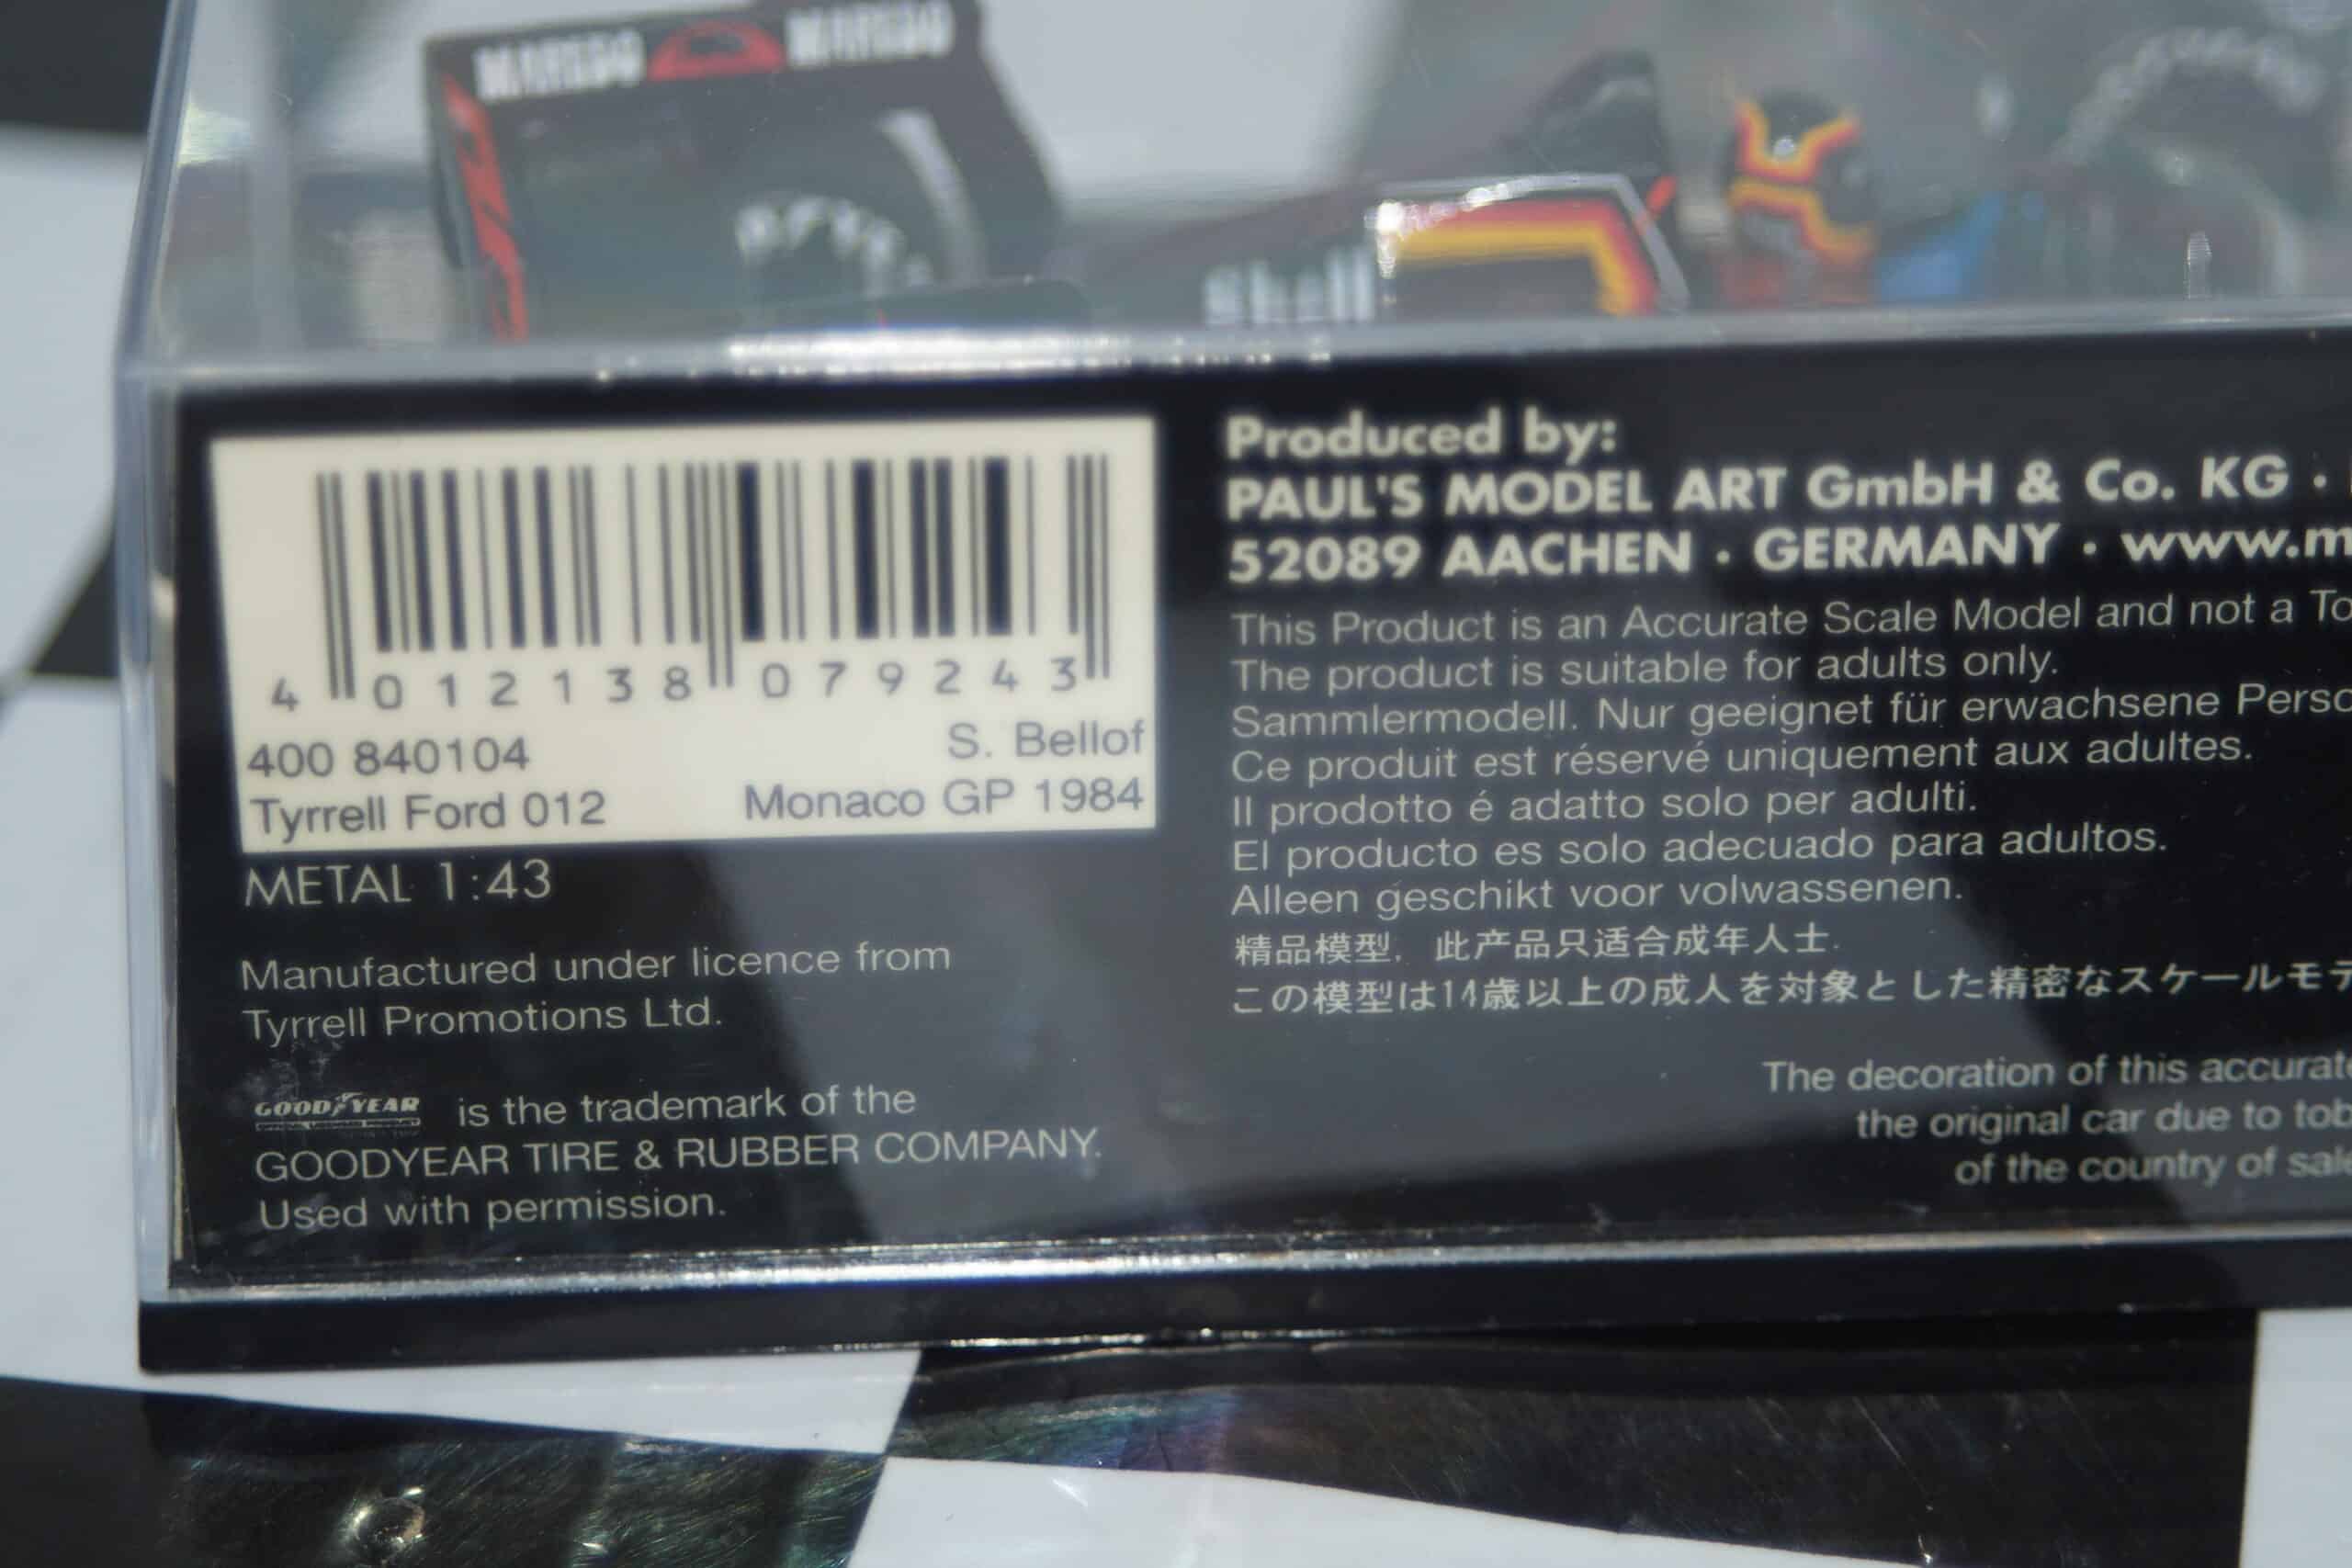 Shell
4 012138 079243
400 840104
S. Bellof
Tyrrell Ford 012
Monaco GP 1984
METAL 1:43
Manufactured under licence from
Tyrrell Promotions Ltd.
GOODYEAR is the trademark of the
GOODYEAR TIRE & RUBBER COMPANY.
Used with permission.
Produced by:
PAUL'S MODEL ART GmbH & Co. KG ·
52089 AACHEN · GERMANY · www.m
This Product is an Accurate Scale Model and not a To
The product is suitable for adults only.
Sammlermodell. Nur geeignet für erwachsene Perso
Ce produit est réservé uniquement aux adultes.
Il prodotto é adatto solo per adulti.
El producto es solo adecuado para adultos.
Alleen geschikt voor volwassenen.
精品模型. 此产品只适合成年人士.
この模型は14歳以上の成人を対象とした精密なスケールモデ
The decoration of this accurate
the original car due to tob
of the country of sale